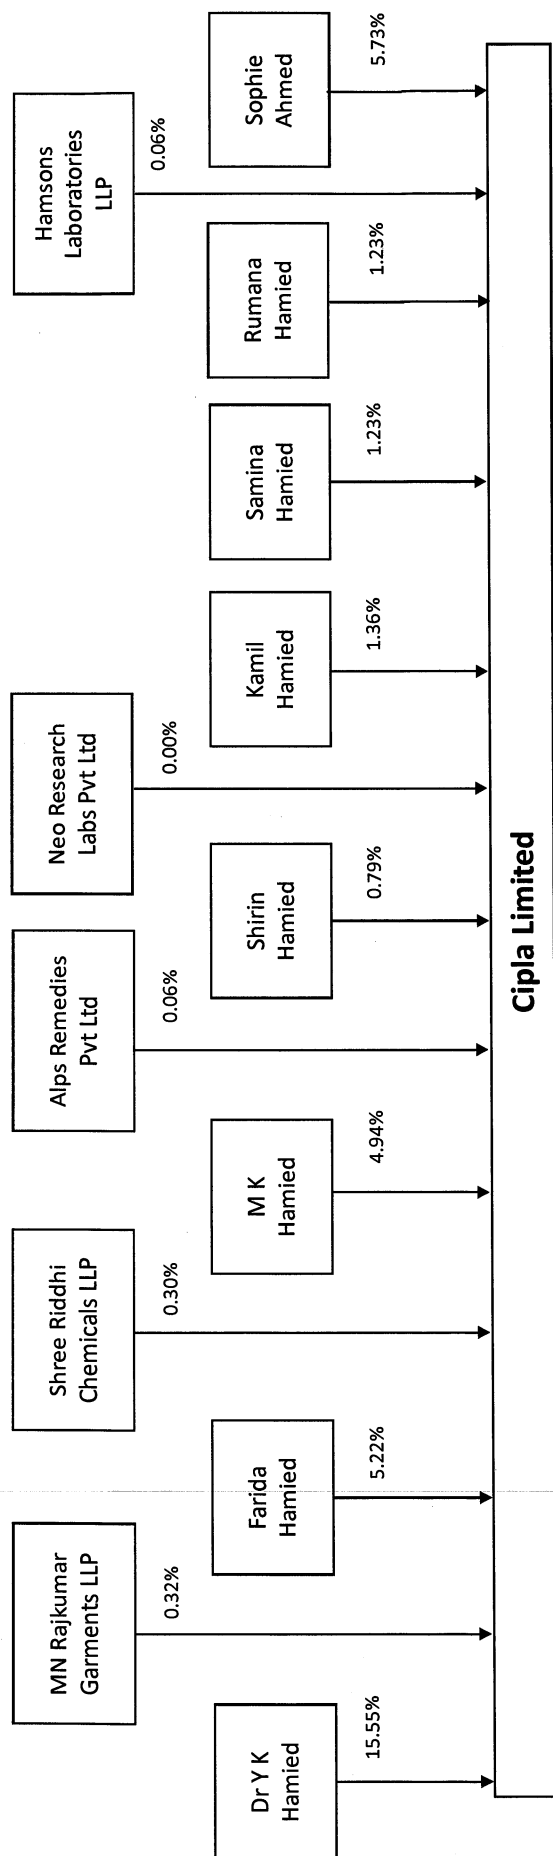 MN Rajkumar
Garments LLP
Shree Riddhi
Chemicals LLP
Alps Remedies
Pvt Ltd
Neo Research
Labs Pvt Ltd
Hamsons
Laboratories
LLP
0.32%
0.30%
0.06%
0.00%
0.06%
Dr Y K
Hamied
Farida
Hamied
M K
Hamied
Shirin
Hamied
Kamil
Hamied
Samina
Hamied
Rumana
Hamied
Sophie
Ahmed
15.55%
5.22%
4.94%
0.79%
1.36%
1.23%
1.23%
5.73%
Cipla Limited